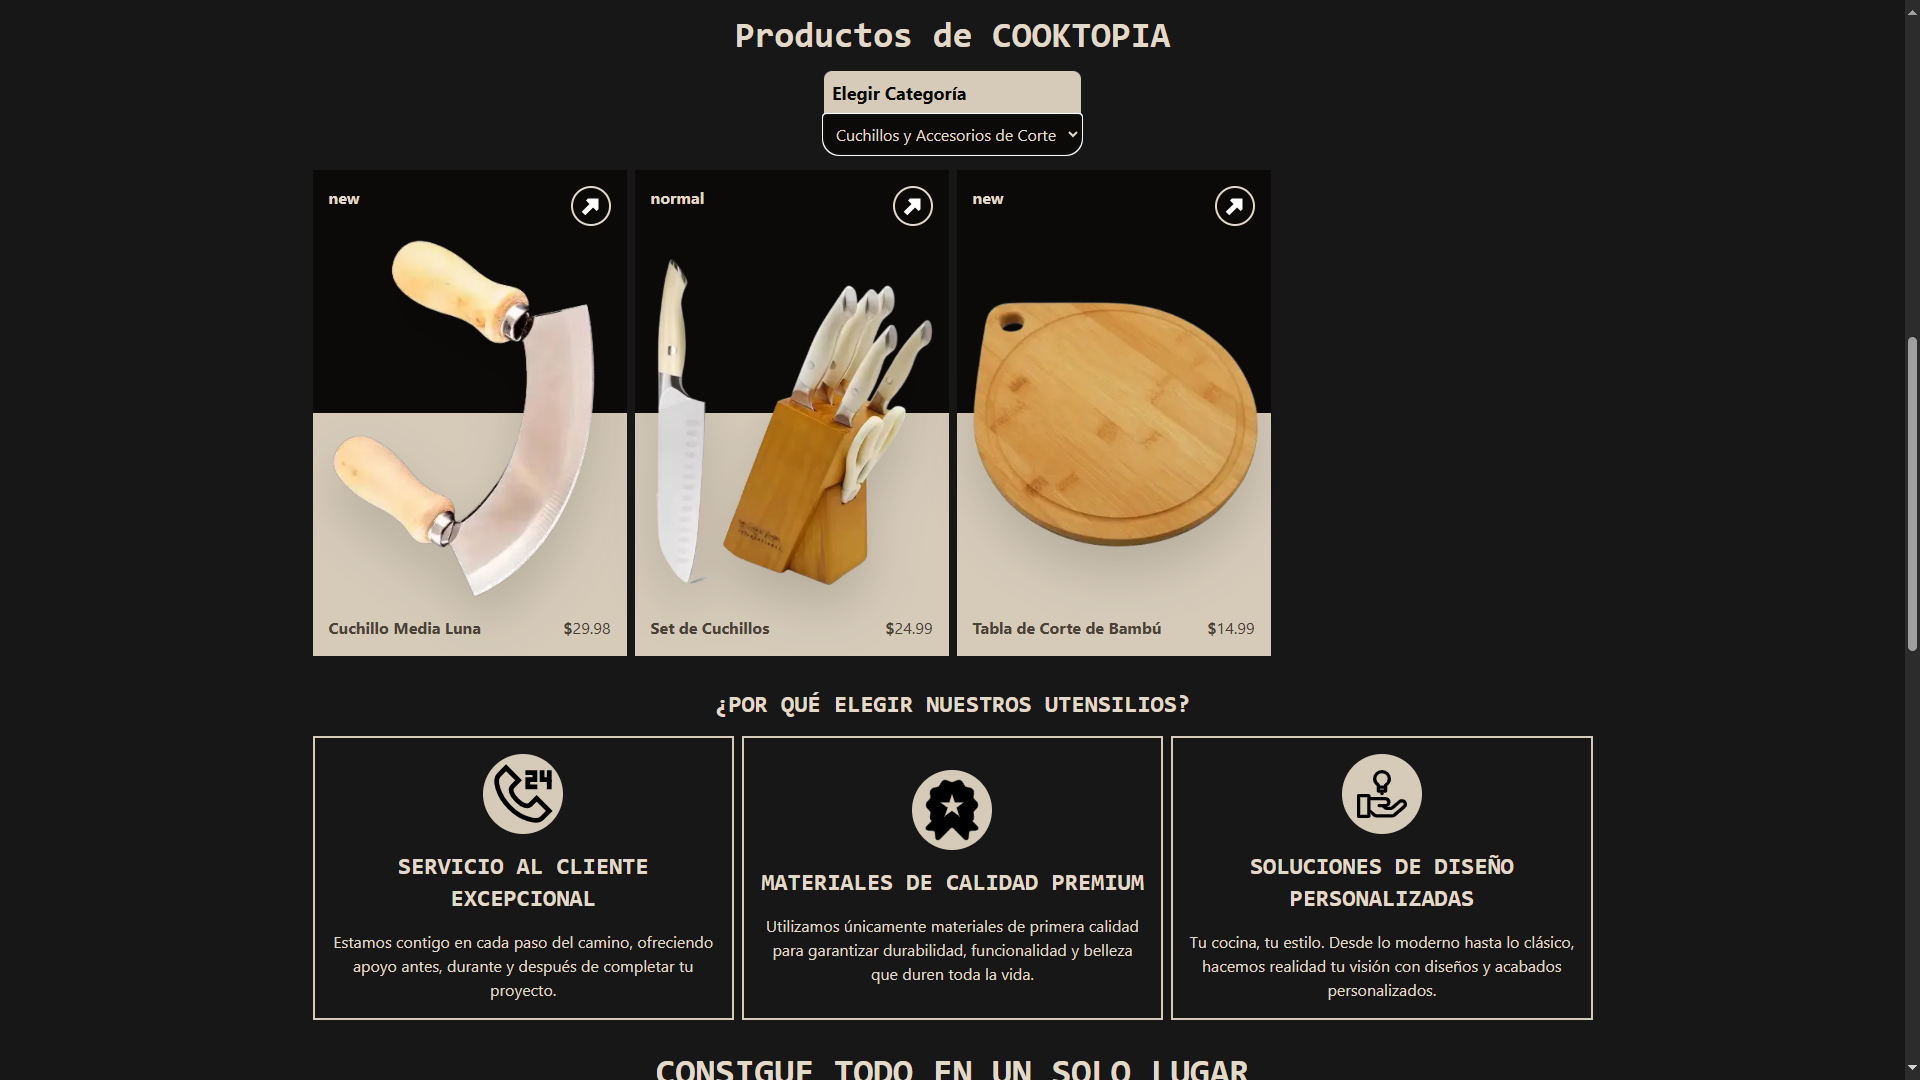 Productos de COOKTOPIA
Elegir Categoría
Cuchillos y Accesorios de Corte
new
normal
new
Cuchillo Media Luna $29.98
Set de Cuchillos $24.99
Tabla de Corte de Bambú $14.99
¿POR QUÉ ELEGIR NUESTROS UTENSILIOS?
24
SERVICIO AL CLIENTE
EXCEPCIONAL
Estamos contigo en cada paso del camino, ofreciendo
apoyo antes, durante y después de completar tu
proyecto.
MATERIALES DE CALIDAD PREMIUM
Utilizamos únicamente materiales de primera calidad
para garantizar durabilidad, funcionalidad y belleza
que duren toda la vida.
SOLUCIONES DE DISEÑO
PERSONALIZADAS
Tu cocina, tu estilo. Desde lo moderno hasta lo clásico,
hacemos realidad tu visión con diseños y acabados
personalizados.
CONSIGUE TODO EN UN SOLO LUGAR